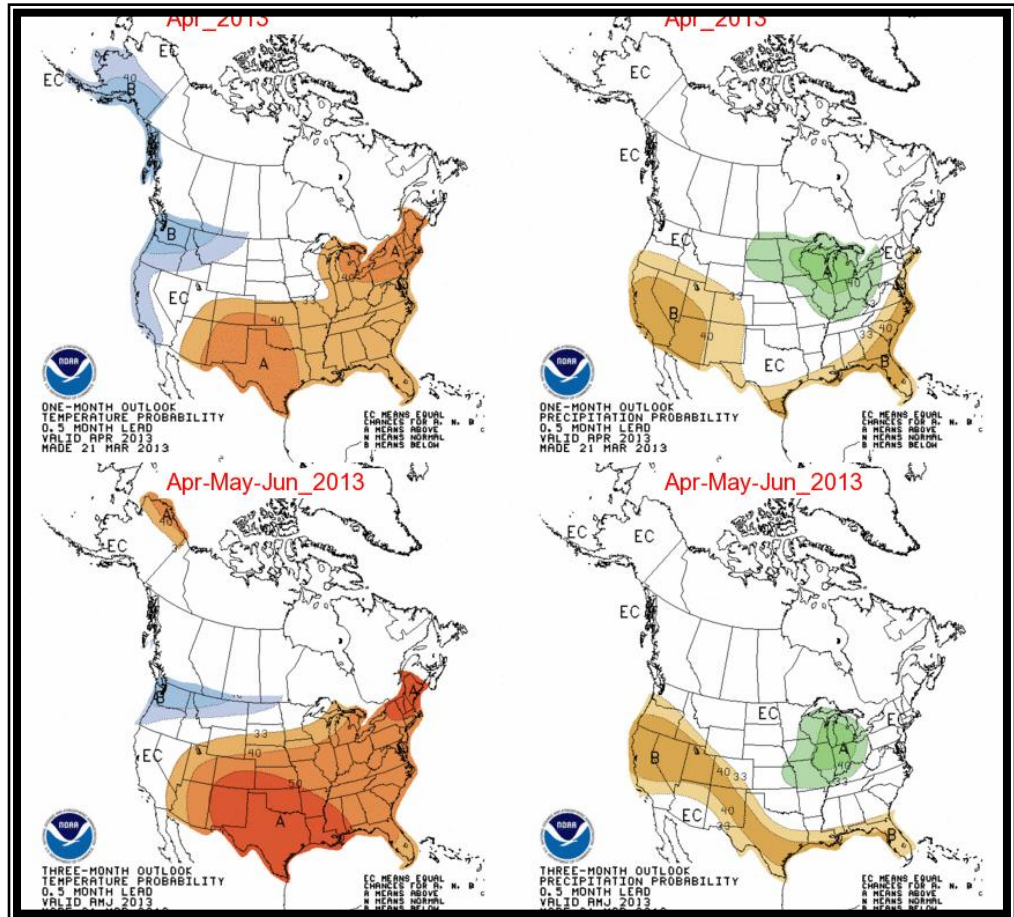 Apr_2013
EC
EC
40
B
B
EC
33
40
A
A
40
NOAA
ONE-MONTH OUTLOOK
TEMPERATURE PROBABILITY
0.5 MONTH LEAD
VALID APR 2013
MADE 21 MAR 2013
EC MEANS EQUAL
CHANCES FOR A, N, B
A MEANS ABOVE
N MEANS NORMAL
B MEANS BELOW
Apr_2013
EC
EC
EC
EC
A
40
33
B
40
33
40
EC
B
NOAA
ONE-MONTH OUTLOOK
PRECIPITATION PROBABILITY
0.5 MONTH LEAD
VALID APR 2013
MADE 21 MAR 2013
EC MEANS EQUAL
CHANCES FOR A, N, B
A MEANS ABOVE
N MEANS NORMAL
B MEANS BELOW
C
Apr-May-Jun_2013
A
40
EC
B
A
33
40
EC
50
A
NOAA
THREE-MONTH OUTLOOK
TEMPERATURE PROBABILITY
0.5 MONTH LEAD
VALID AMJ 2013
EC MEANS EQUAL
CHANCES FOR A, N, B
A MEANS ABOVE
N MEANS NORMAL
B MEANS BELOW
Apr-May-Jun_2013
EC
EC
EC
EC
EC
A
40
33
B
40
33
40
EC
33
B
NOAA
THREE-MONTH OUTLOOK
PRECIPITATION PROBABILITY
0.5 MONTH LEAD
VALID AMJ 2013
EC MEANS EQUAL
CHANCES FOR A, N, B
A MEANS ABOVE
N MEANS NORMAL
B MEANS BELOW